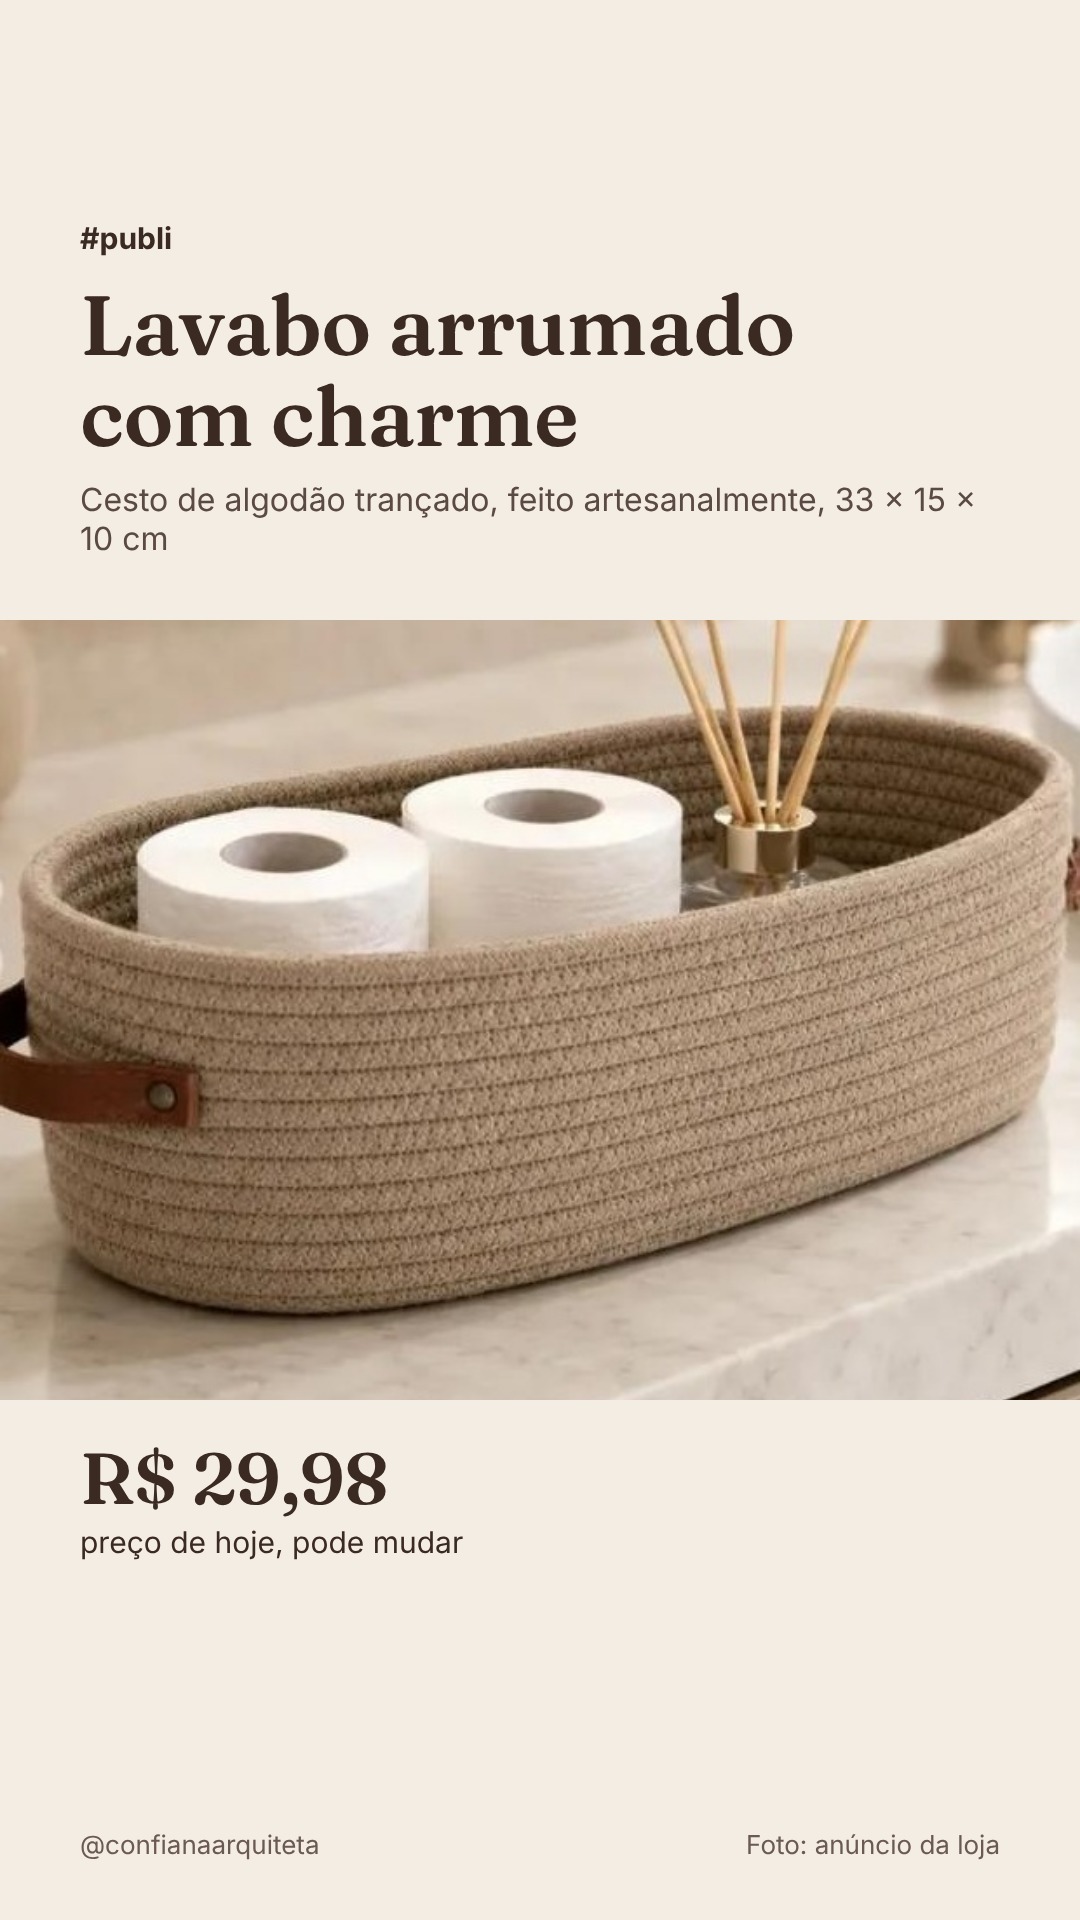 #publi
Lavabo arrumado
com charme
Cesto de algodão trançado, feito artesanalmente, 33 × 15 ×
10 cm
R$ 29,98
preço de hoje, pode mudar
@confianaarquiteta
Foto: anúncio da loja